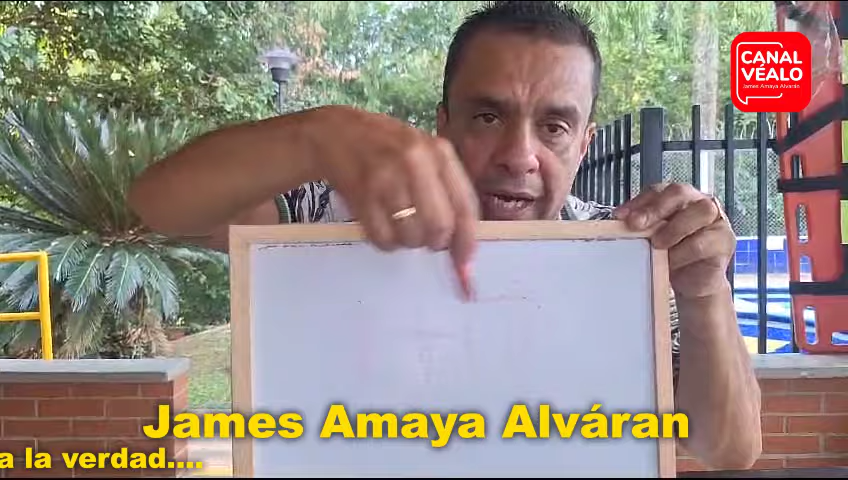 CANAL
VÉALO
James Amaya Alvarán
James Amaya Alváran
a la verdad....